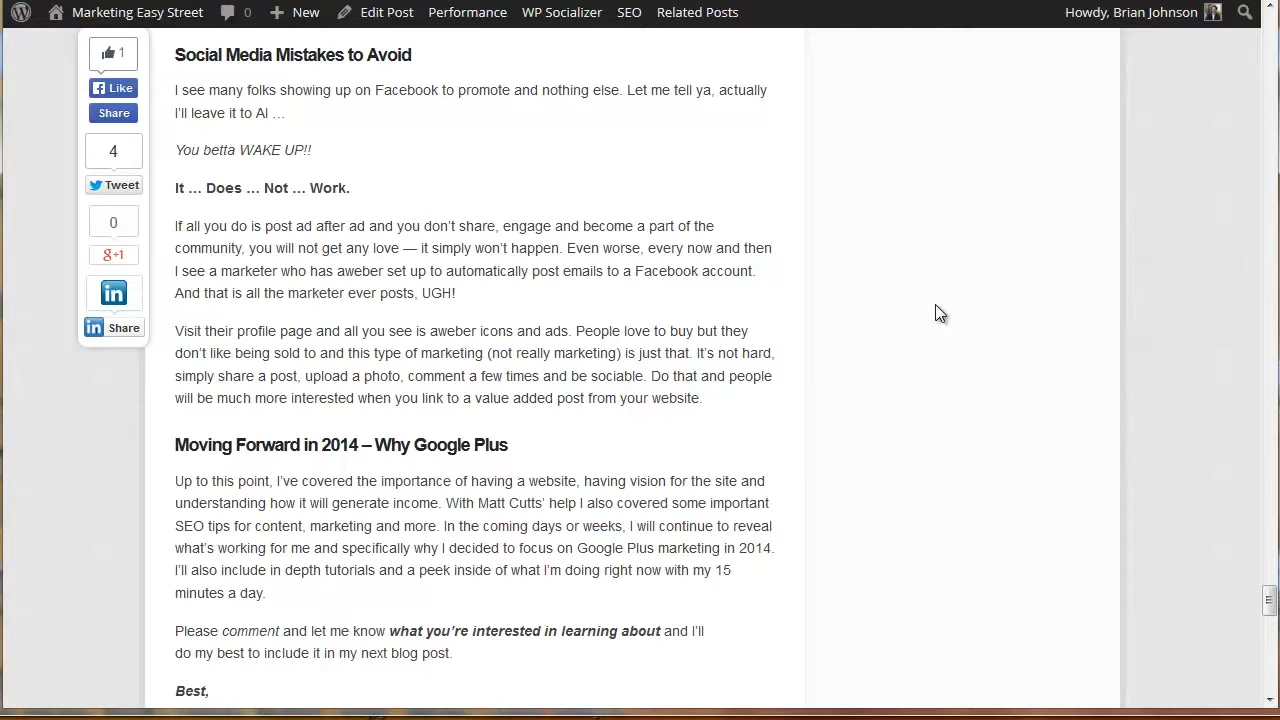 Marketing Easy Street 0 New Edit Post Performance WP Socializer SEO Related Posts Howdy, Brian Johnson
1
Like
Share
4
Tweet
0
g+1
in
in Share
Social Media Mistakes to Avoid
I see many folks showing up on Facebook to promote and nothing else. Let me tell ya, actually
I'll leave it to Al …
You betta WAKE UP!!
It … Does … Not … Work.
If all you do is post ad after ad and you don't share, engage and become a part of the
community, you will not get any love — it simply won't happen. Even worse, every now and then
I see a marketer who has aweber set up to automatically post emails to a Facebook account.
And that is all the marketer ever posts, UGH!
Visit their profile page and all you see is aweber icons and ads. People love to buy but they
don't like being sold to and this type of marketing (not really marketing) is just that. It's not hard,
simply share a post, upload a photo, comment a few times and be sociable. Do that and people
will be much more interested when you link to a value added post from your website.
Moving Forward in 2014 – Why Google Plus
Up to this point, I've covered the importance of having a website, having vision for the site and
understanding how it will generate income. With Matt Cutts' help I also covered some important
SEO tips for content, marketing and more. In the coming days or weeks, I will continue to reveal
what's working for me and specifically why I decided to focus on Google Plus marketing in 2014.
I'll also include in depth tutorials and a peek inside of what I'm doing right now with my 15
minutes a day.
Please comment and let me know what you're interested in learning about and I'll
do my best to include it in my next blog post.
Best,